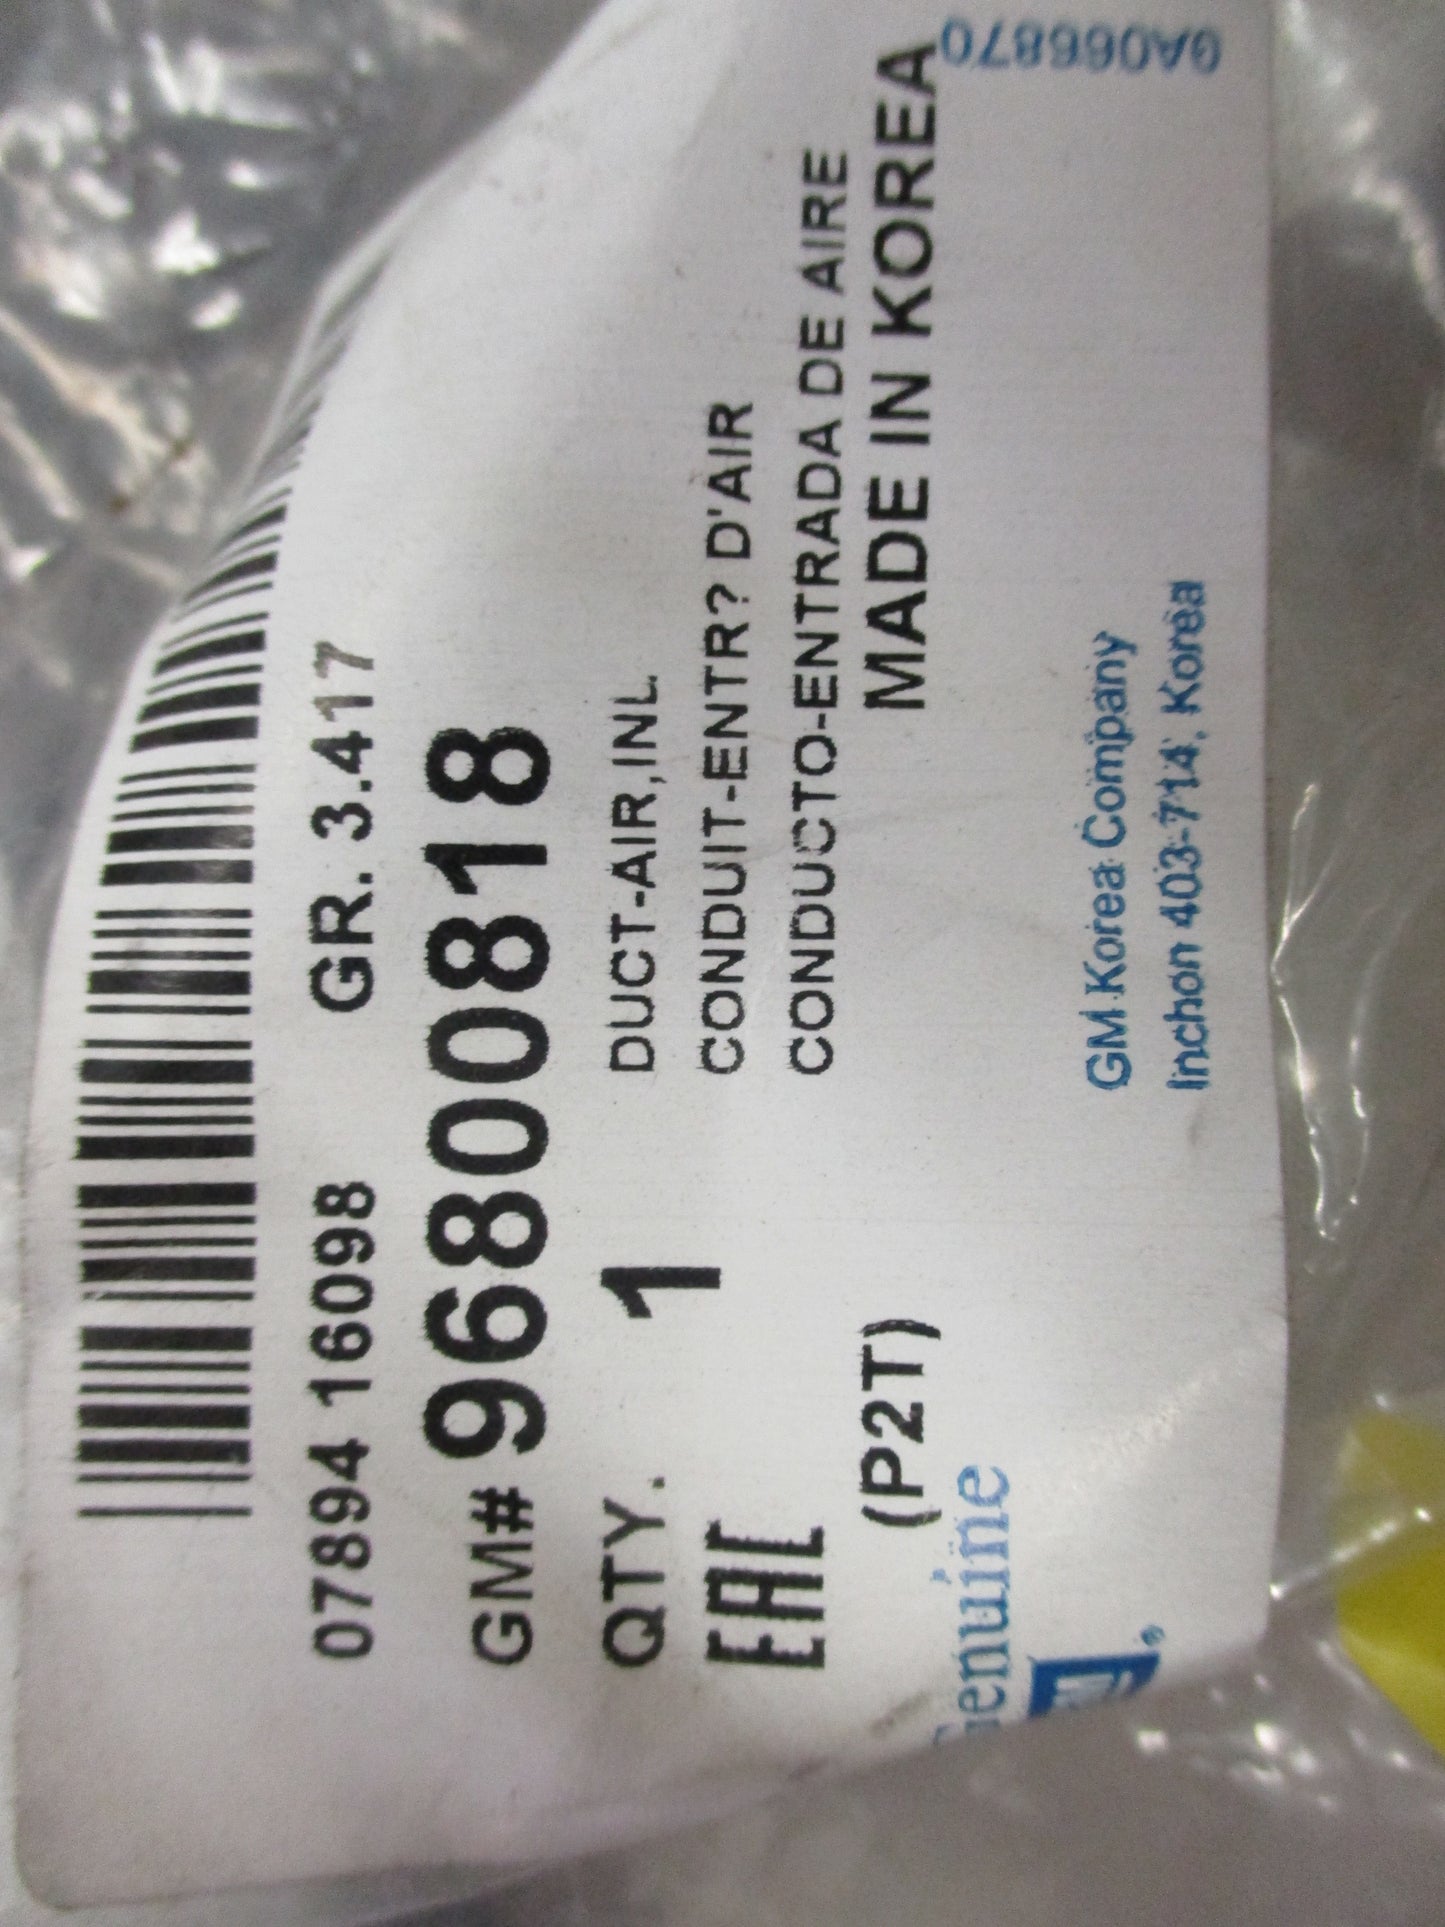 07894 16098 GR. 3.417
GM# 96800818
QTY. 1 DUCT-AIR,INL
EAC CONDUIT-ENTR? D'AIR
CONDUCTO-ENTRADA DE AIRE
(P2T) MADE IN KOREA
Genuine
GM
GM Korea Company
Inchon 403-714, Korea